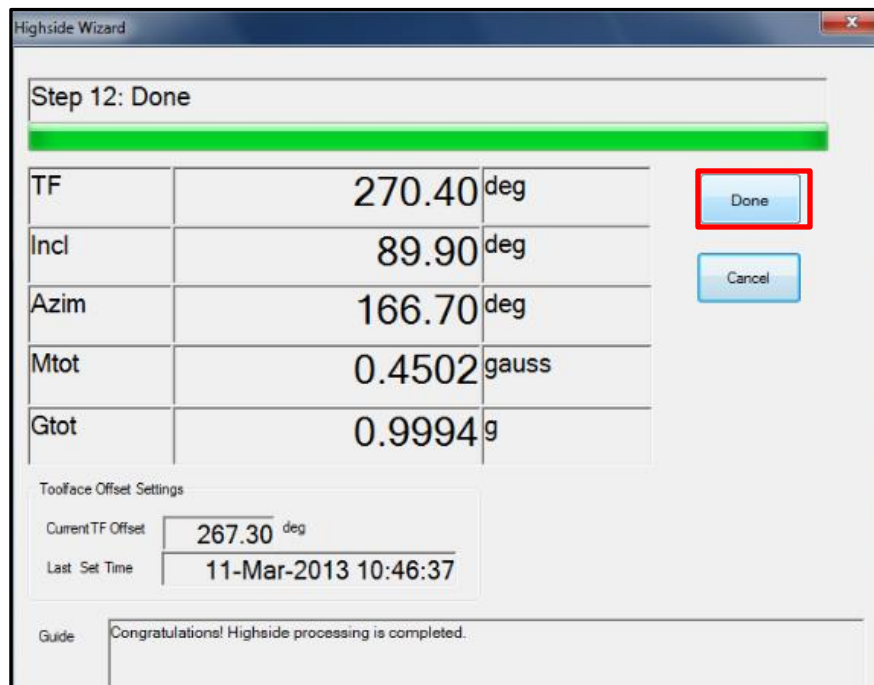 Highside Wizard
x
Step 12: Done
TF 270.40 deg
Done
Incl 89.90 deg
Cancel
Azim 166.70 deg
Mtot 0.4502 gauss
Gtot 0.9994 g
Toolface Offset Settings
CurrentTF Offset 267.30 deg
Last Set Time 11-Mar-2013 10:46:37
Guide Congratulations! Highside processing is completed.